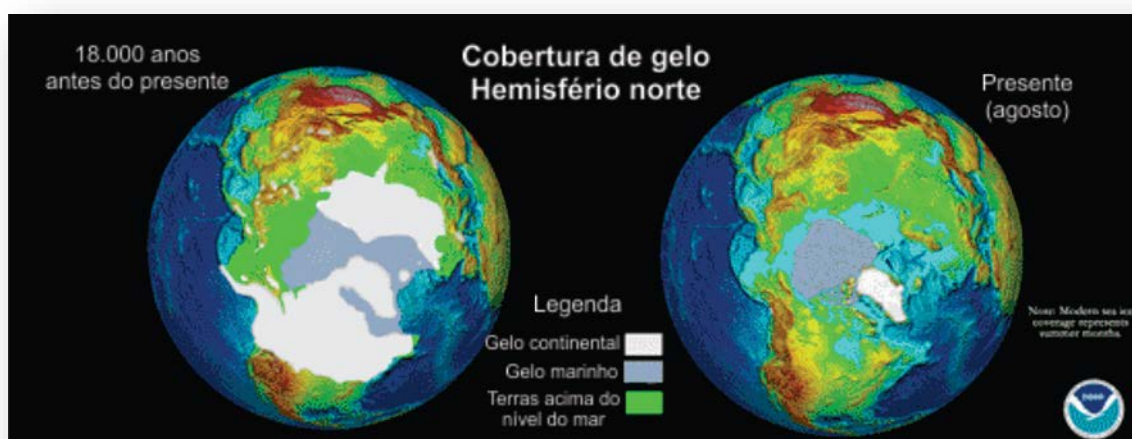 18.000 anos
antes do presente
Cobertura de gelo
Hemisfério norte
Presente
(agosto)
Legenda
Gelo continental
Gelo marinho
Terras acima do
nível do mar
Note: Modern sea ice
coverage represents
summer months.
noaa